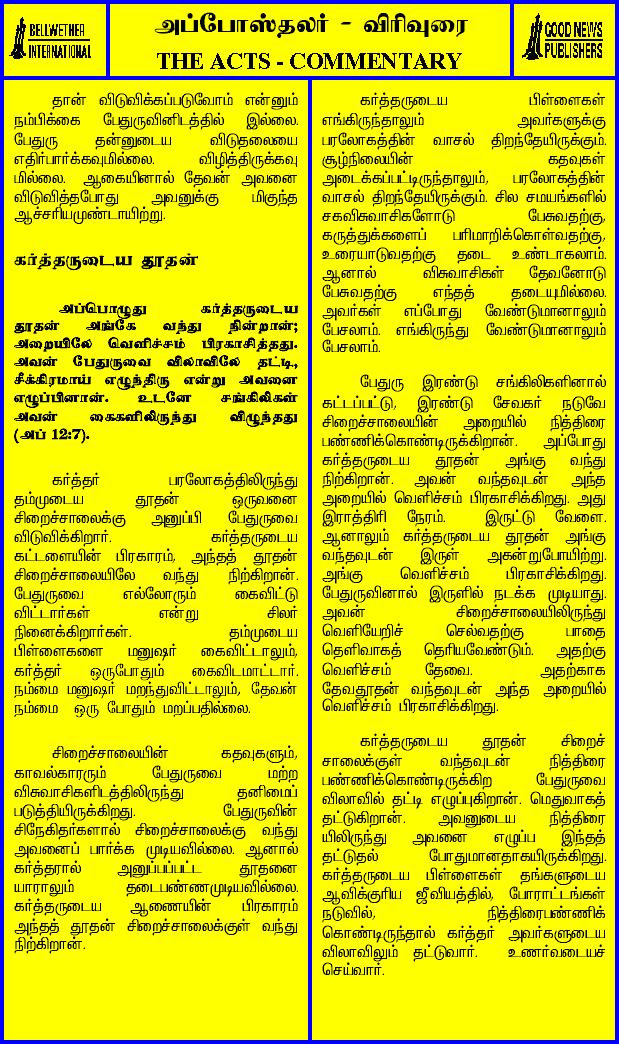 BELLWETHER
INTERNATIONAL
அப்போஸ்தலர் - விரிவுரை
THE ACTS - COMMENTARY
GOOD NEWS
PUBLISHERS
தான் விடுவிக்கப்படுவோம் என்னும்
நம்பிக்கை பேதுருவினிடத்தில் இல்லை.
பேதுரு தன்னுடைய விடுதலையை
எதிர்பார்க்கவுமில்லை. விழித்திருக்கவு
மில்லை. ஆகையினால் தேவன் அவனை
விடுவித்தபோது அவனுக்கு மிகுந்த
ஆச்சரியமுண்டாயிற்று.
கர்த்தருடைய தூதன்
அப்பொழுது கர்த்தருடைய
தூதன் அங்கே வந்து நின்றான்;
அறையிலே வெளிச்சம் பிரகாசித்தது.
அவன் பேதுருவை விலாவிலே தட்டி,
சீக்கிரமாய் எழுந்திரு என்று அவனை
எழுப்பினான். உடனே சங்கிலிகள்
அவன் கைகளிலிருந்து விழுந்தது
(அப் 12:7).
கர்த்தர் பரலோகத்திலிருந்து
தம்முடைய தூதன் ஒருவனை
சிறைச்சாலைக்கு அனுப்பி பேதுருவை
விடுவிக்கிறார். கர்த்தருடைய
கட்டளையின் பிரகாரம், அந்தத் தூதன்
சிறைச்சாலையிலே வந்து நிற்கிறான்.
பேதுருவை எல்லோரும் கைவிட்டு
விட்டார்கள் என்று சிலர்
நினைக்கிறார்கள். தம்முடைய
பிள்ளைகளை மனுஷர் கைவிட்டாலும்,
கர்த்தர் ஒருபோதும் கைவிடமாட்டார்.
நம்மை மனுஷர் மறந்துவிட்டாலும், தேவன்
நம்மை ஒரு போதும் மறப்பதில்லை.
சிறைச்சாலையின் கதவுகளும்,
காவல்காரரும் பேதுருவை மற்ற
விசுவாசிகளிடத்திலிருந்து தனிமைப்
படுத்தியிருக்கிறது. பேதுருவின்
சிநேகிதர்களால் சிறைச்சாலைக்கு வந்து
அவனைப் பார்க்க முடியவில்லை. ஆனால்
கர்த்தரால் அனுப்பப்பட்ட தூதனை
யாராலும் தடைபண்ணமுடியவில்லை.
கர்த்தருடைய ஆணையின் பிரகாரம்
அந்தத் தூதன் சிறைச்சாலைக்குள் வந்து
நிற்கிறான்.
கர்த்தருடைய பிள்ளைகள்
எங்கிருந்தாலும் அவர்களுக்கு
பரலோகத்தின் வாசல் திறந்தேயிருக்கும்.
சூழ்நிலையின் கதவுகள்
அடைக்கப்பட்டிருந்தாலும், பரலோகத்தின்
வாசல் திறந்தேயிருக்கும். சில சமயங்களில்
சகவிசுவாசிகளோடு பேசுவதற்கு,
கருத்துக்களைப் பரிமாறிக்கொள்வதற்கு,
உரையாடுவதற்கு தடை உண்டாகலாம்.
ஆனால் விசுவாசிகள் தேவனோடு
பேசுவதற்கு எந்தத் தடையுமில்லை.
அவர்கள் எப்போது வேண்டுமானாலும்
பேசலாம். எங்கிருந்து வேண்டுமானாலும்
பேசலாம்.
பேதுரு இரண்டு சங்கிலிகளினால்
கட்டப்பட்டு, இரண்டு சேவகர் நடுவே
சிறைச்சாலையின் அறையில் நித்திரை
பண்ணிக்கொண்டிருக்கிறான். அப்போது
கர்த்தருடைய தூதன் அங்கு வந்து
நிற்கிறான். அவன் வந்தவுடன் அந்த
அறையில் வெளிச்சம் பிரகாசிக்கிறது. அது
இராத்திரி நேரம். இருட்டு வேளை.
ஆனாலும் கர்த்தருடைய தூதன் அங்கு
வந்தவுடன் இருள் அகன்றுபோயிற்று.
அங்கு வெளிச்சம் பிரகாசிக்கிறது.
பேதுருவினால் இருளில் நடக்க முடியாது.
அவன் சிறைச்சாலையிலிருந்து
வெளியேறிச் செல்வதற்கு பாதை
தெளிவாகத் தெரியவேண்டும். அதற்கு
வெளிச்சம் தேவை. அதற்காக
தேவதூதன் வந்தவுடன் அந்த அறையில்
வெளிச்சம் பிரகாசிக்கிறது.
கர்த்தருடைய தூதன் சிறைச்
சாலைக்குள் வந்தவுடன் நித்திரை
பண்ணிக்கொண்டிருக்கிற பேதுருவை
விலாவில் தட்டி எழுப்புகிறான். மெதுவாகத்
தட்டுகிறான். அவனுடைய நித்திரை
யிலிருந்து அவனை எழுப்ப இந்தத்
தட்டுதல் போதுமானதாகயிருக்கிறது.
கர்த்தருடைய பிள்ளைகள் தங்களுடைய
ஆவிக்குரிய ஜீவியத்தில், போராட்டங்கள்
நடுவில், நித்திரைபண்ணிக்
கொண்டிருந்தால் கர்த்தர் அவர்களுடைய
விலாவிலும் தட்டுவார். உணர்வடையச்
செய்வார்.